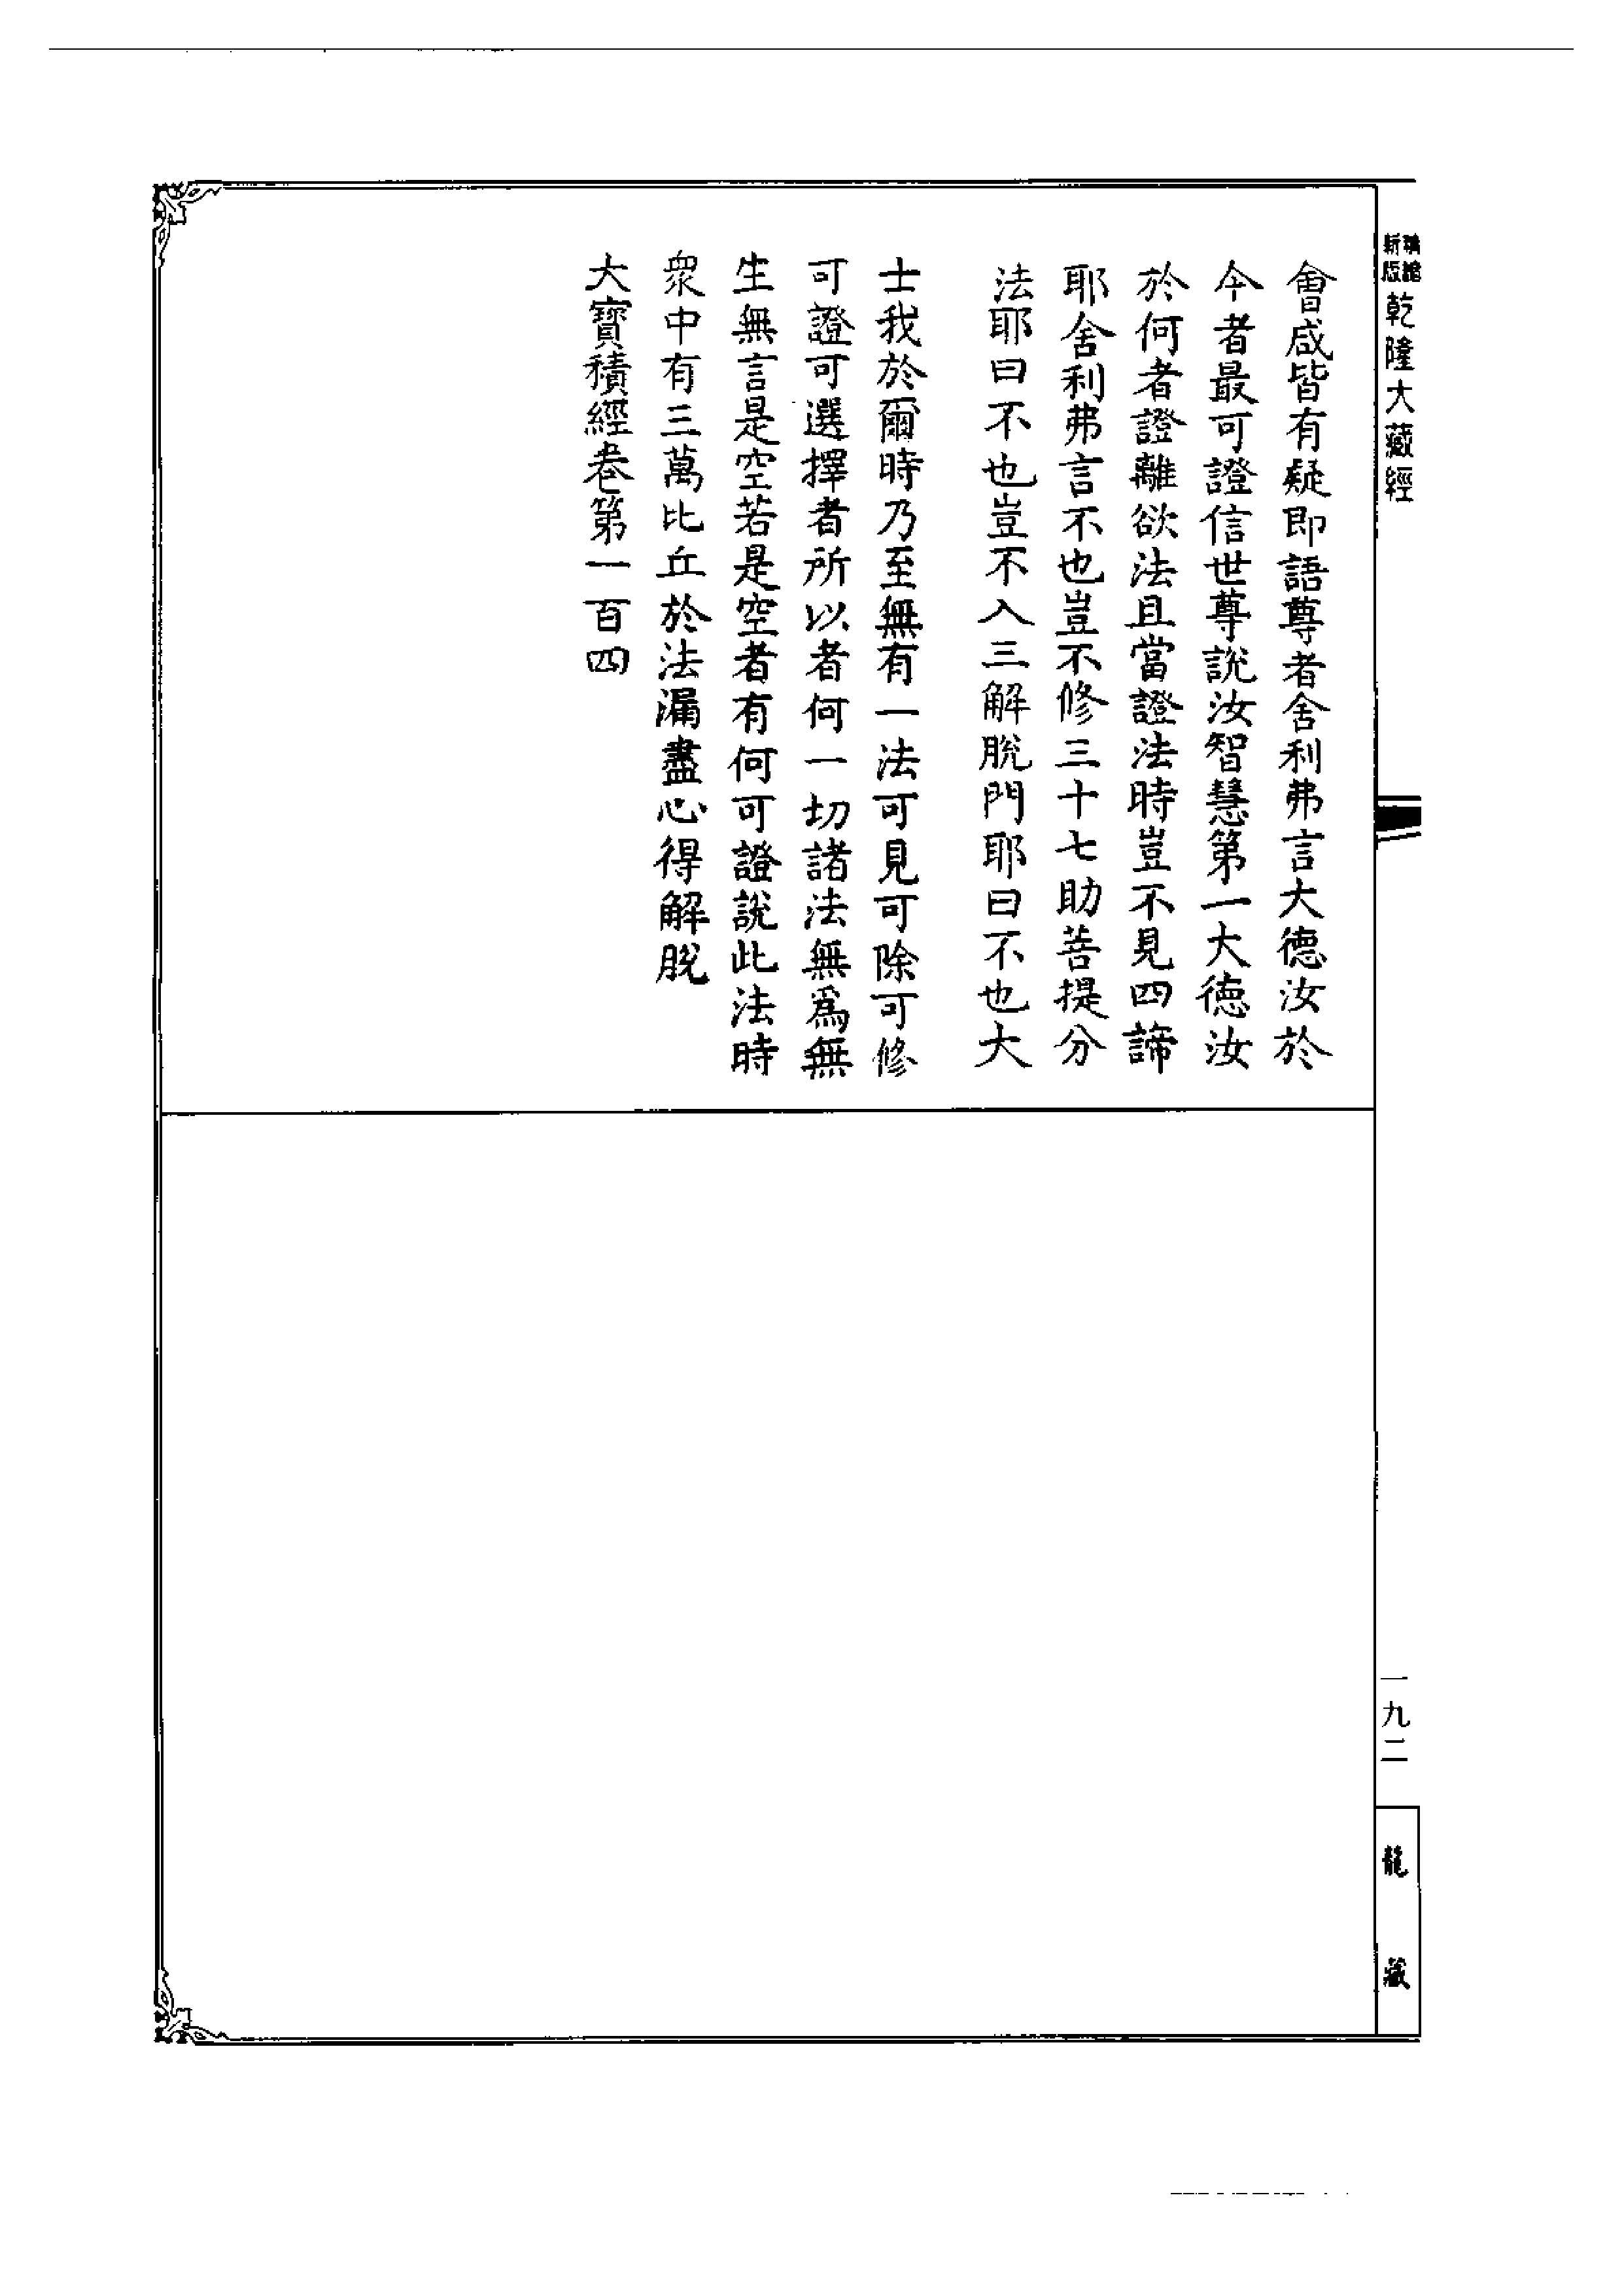 乾隆大藏經
會咸皆有疑即語尊者舍利弗言大德汝於
今者最可證信世尊說汝智慧第一大德汝
於何者證離欲法且當證法時豈不見四諦
耶舍利弗言不也豈不修三十七助菩提分
法耶曰不也豈不入三解脫門耶曰不也大
士我於爾時乃至無有一法可見可除可修
可證可選擇者所以者何一切諸法無爲無
生無言是空若是空者有何可證說此法時
衆中有三萬比丘於法漏盡心得解脫
大寶積經卷第一百四
一九二
龍藏